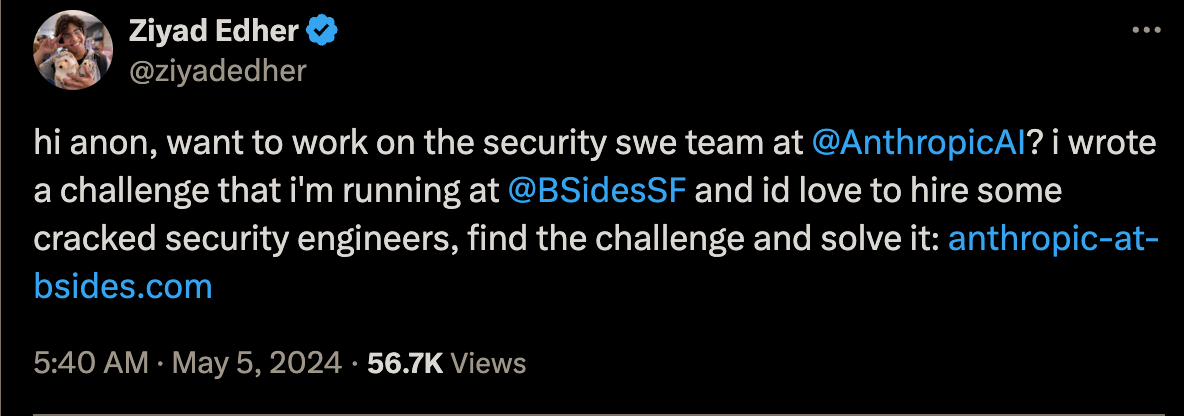 Ziyad Edher
@ziyadedher
hi anon, want to work on the security swe team at @AnthropicAI? i wrote
a challenge that i'm running at @BSidesSF and id love to hire some
cracked security engineers, find the challenge and solve it: anthropic-at-
bsides.com
5:40 AM · May 5, 2024 · 56.7K Views